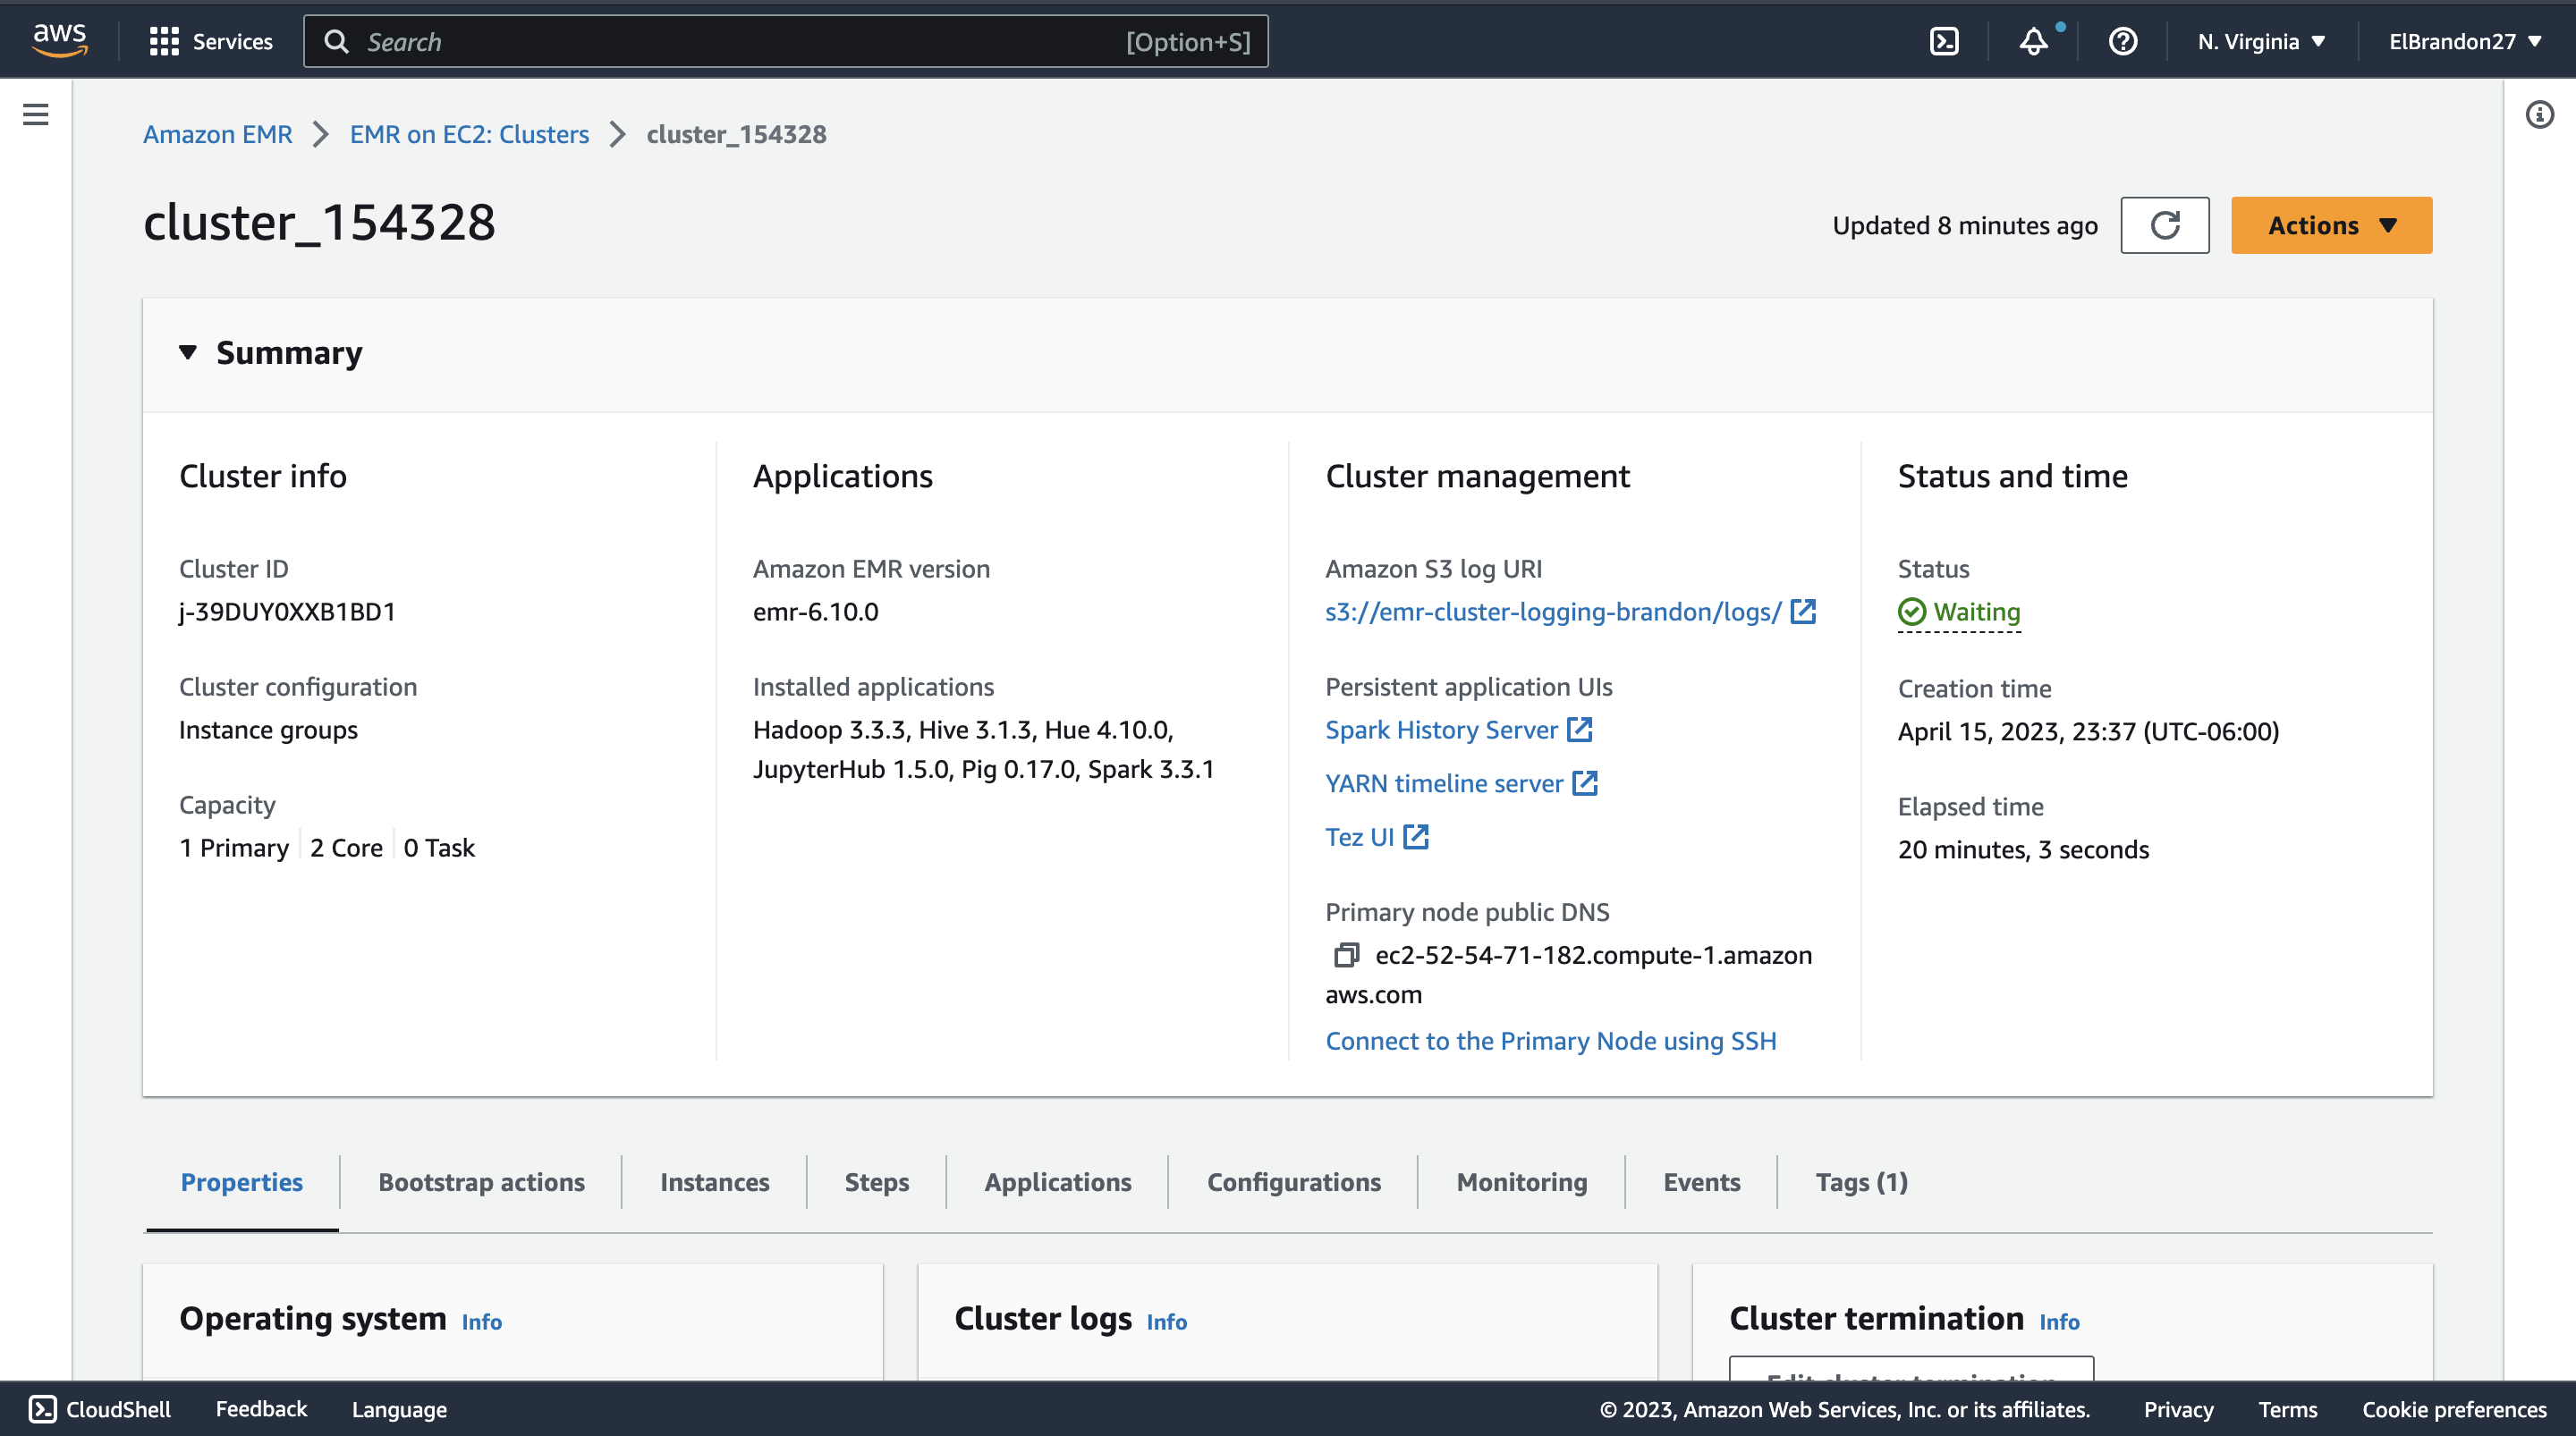 aws
Services
Search
[Option+S]
N. Virginia
ElBrandon27
Amazon EMR
EMR on EC2: Clusters
cluster_154328
cluster_154328
Updated 8 minutes ago
Actions
Summary
Cluster info
Cluster ID
j-39DUY0XXB1BD1
Cluster configuration
Instance groups
Capacity
1 Primary
2 Core
0 Task
Applications
Amazon EMR version
emr-6.10.0
Installed applications
Hadoop 3.3.3, Hive 3.1.3, Hue 4.10.0,
JupyterHub 1.5.0, Pig 0.17.0, Spark 3.3.1
Cluster management
Amazon S3 log URI
s3://emr-cluster-logging-brandon/logs/
Persistent application UIs
Spark History Server
YARN timeline server
Tez UI
Primary node public DNS
ec2-52-54-71-182.compute-1.amazon
aws.com
Connect to the Primary Node using SSH
Status and time
Status
Waiting
Creation time
April 15, 2023, 23:37 (UTC-06:00)
Elapsed time
20 minutes, 3 seconds
Properties
Bootstrap actions
Instances
Steps
Applications
Configurations
Monitoring
Events
Tags (1)
Operating system Info
Cluster logs Info
Cluster termination Info
Edit cluster termination
CloudShell
Feedback
Language
© 2023, Amazon Web Services, Inc. or its affiliates.
Privacy
Terms
Cookie preferences